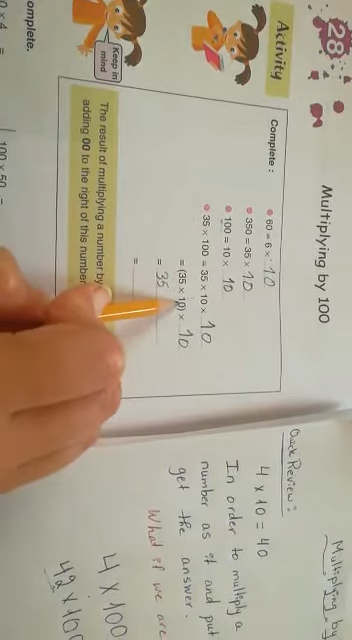 28
Multiplying by 100
Activity
Complete :
60 = 6 × 10
350 = 35 × 10
100 = 10 × 10
35 × 100 = 35 × 10 × 10
= (35 × 10) × 10
= 35
=
Keep in
mind
The result of multiplying a number by
adding 00 to the right of this number
omplete.
× 4 =
100 × 50 =
Multiplying by
Quick Review :
4 × 10 = 40
In order to multiply a
number as it and put
get the answer.
What if we are
4 × 100
42 × 100